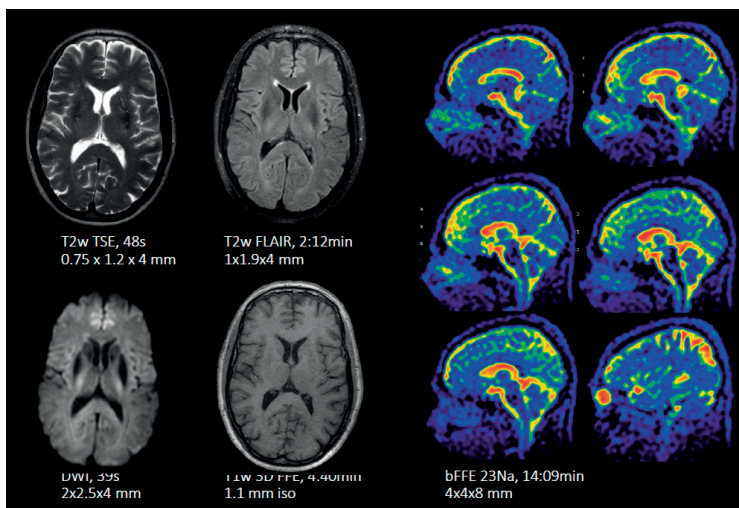 T2w TSE, 48s
0.75 x 1.2 x 4 mm
T2w FLAIR, 2:12min
1x1.9x4 mm
DWI, 39s
2x2.5x4 mm
T1w 3D FFE, 4:40min
1.1 mm iso
bFFE 23Na, 14:09min
4x4x8 mm